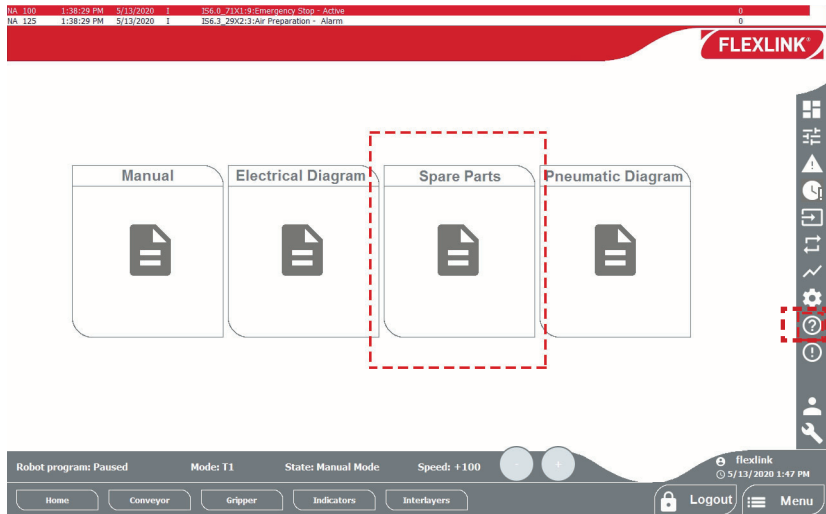 NA 100 1:38:29 PM 5/13/2020 I IS6.0_71X1:9:Emergency Stop - Active 0
NA 125 1:38:29 PM 5/13/2020 I IS6.3_29X2:3:Air Preparation - Alarm 0
FLEXLINK®
Manual Electrical Diagram Spare Parts Pneumatic Diagram
Robot program: Paused Mode: T1 State: Manual Mode Speed: +100 - + flexlink
5/13/2020 1:47 PM
Home Conveyor Gripper Indicators Interlayers Logout Menu